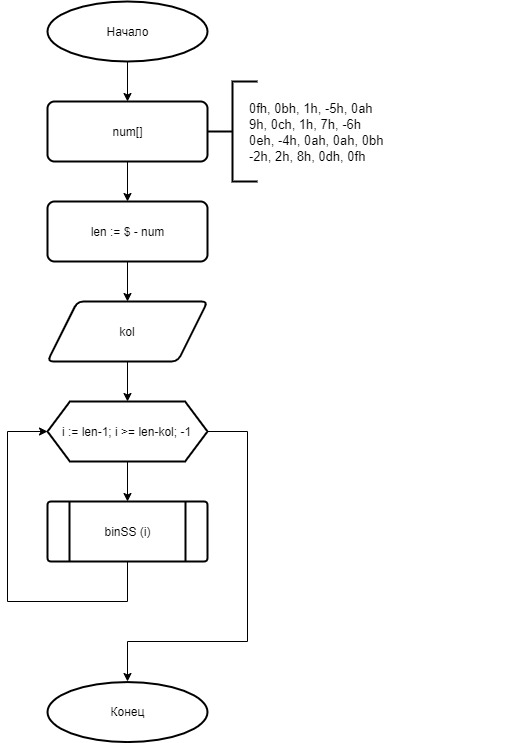 Начало
num[]
0fh, 0bh, 1h, -5h, 0ah
9h, 0ch, 1h, 7h, -6h
0eh, -4h, 0ah, 0ah, 0bh
-2h, 2h, 8h, 0dh, 0fh
len := $ - num
kol
i := len-1; i >= len-kol; -1
binSS (i)
Конец